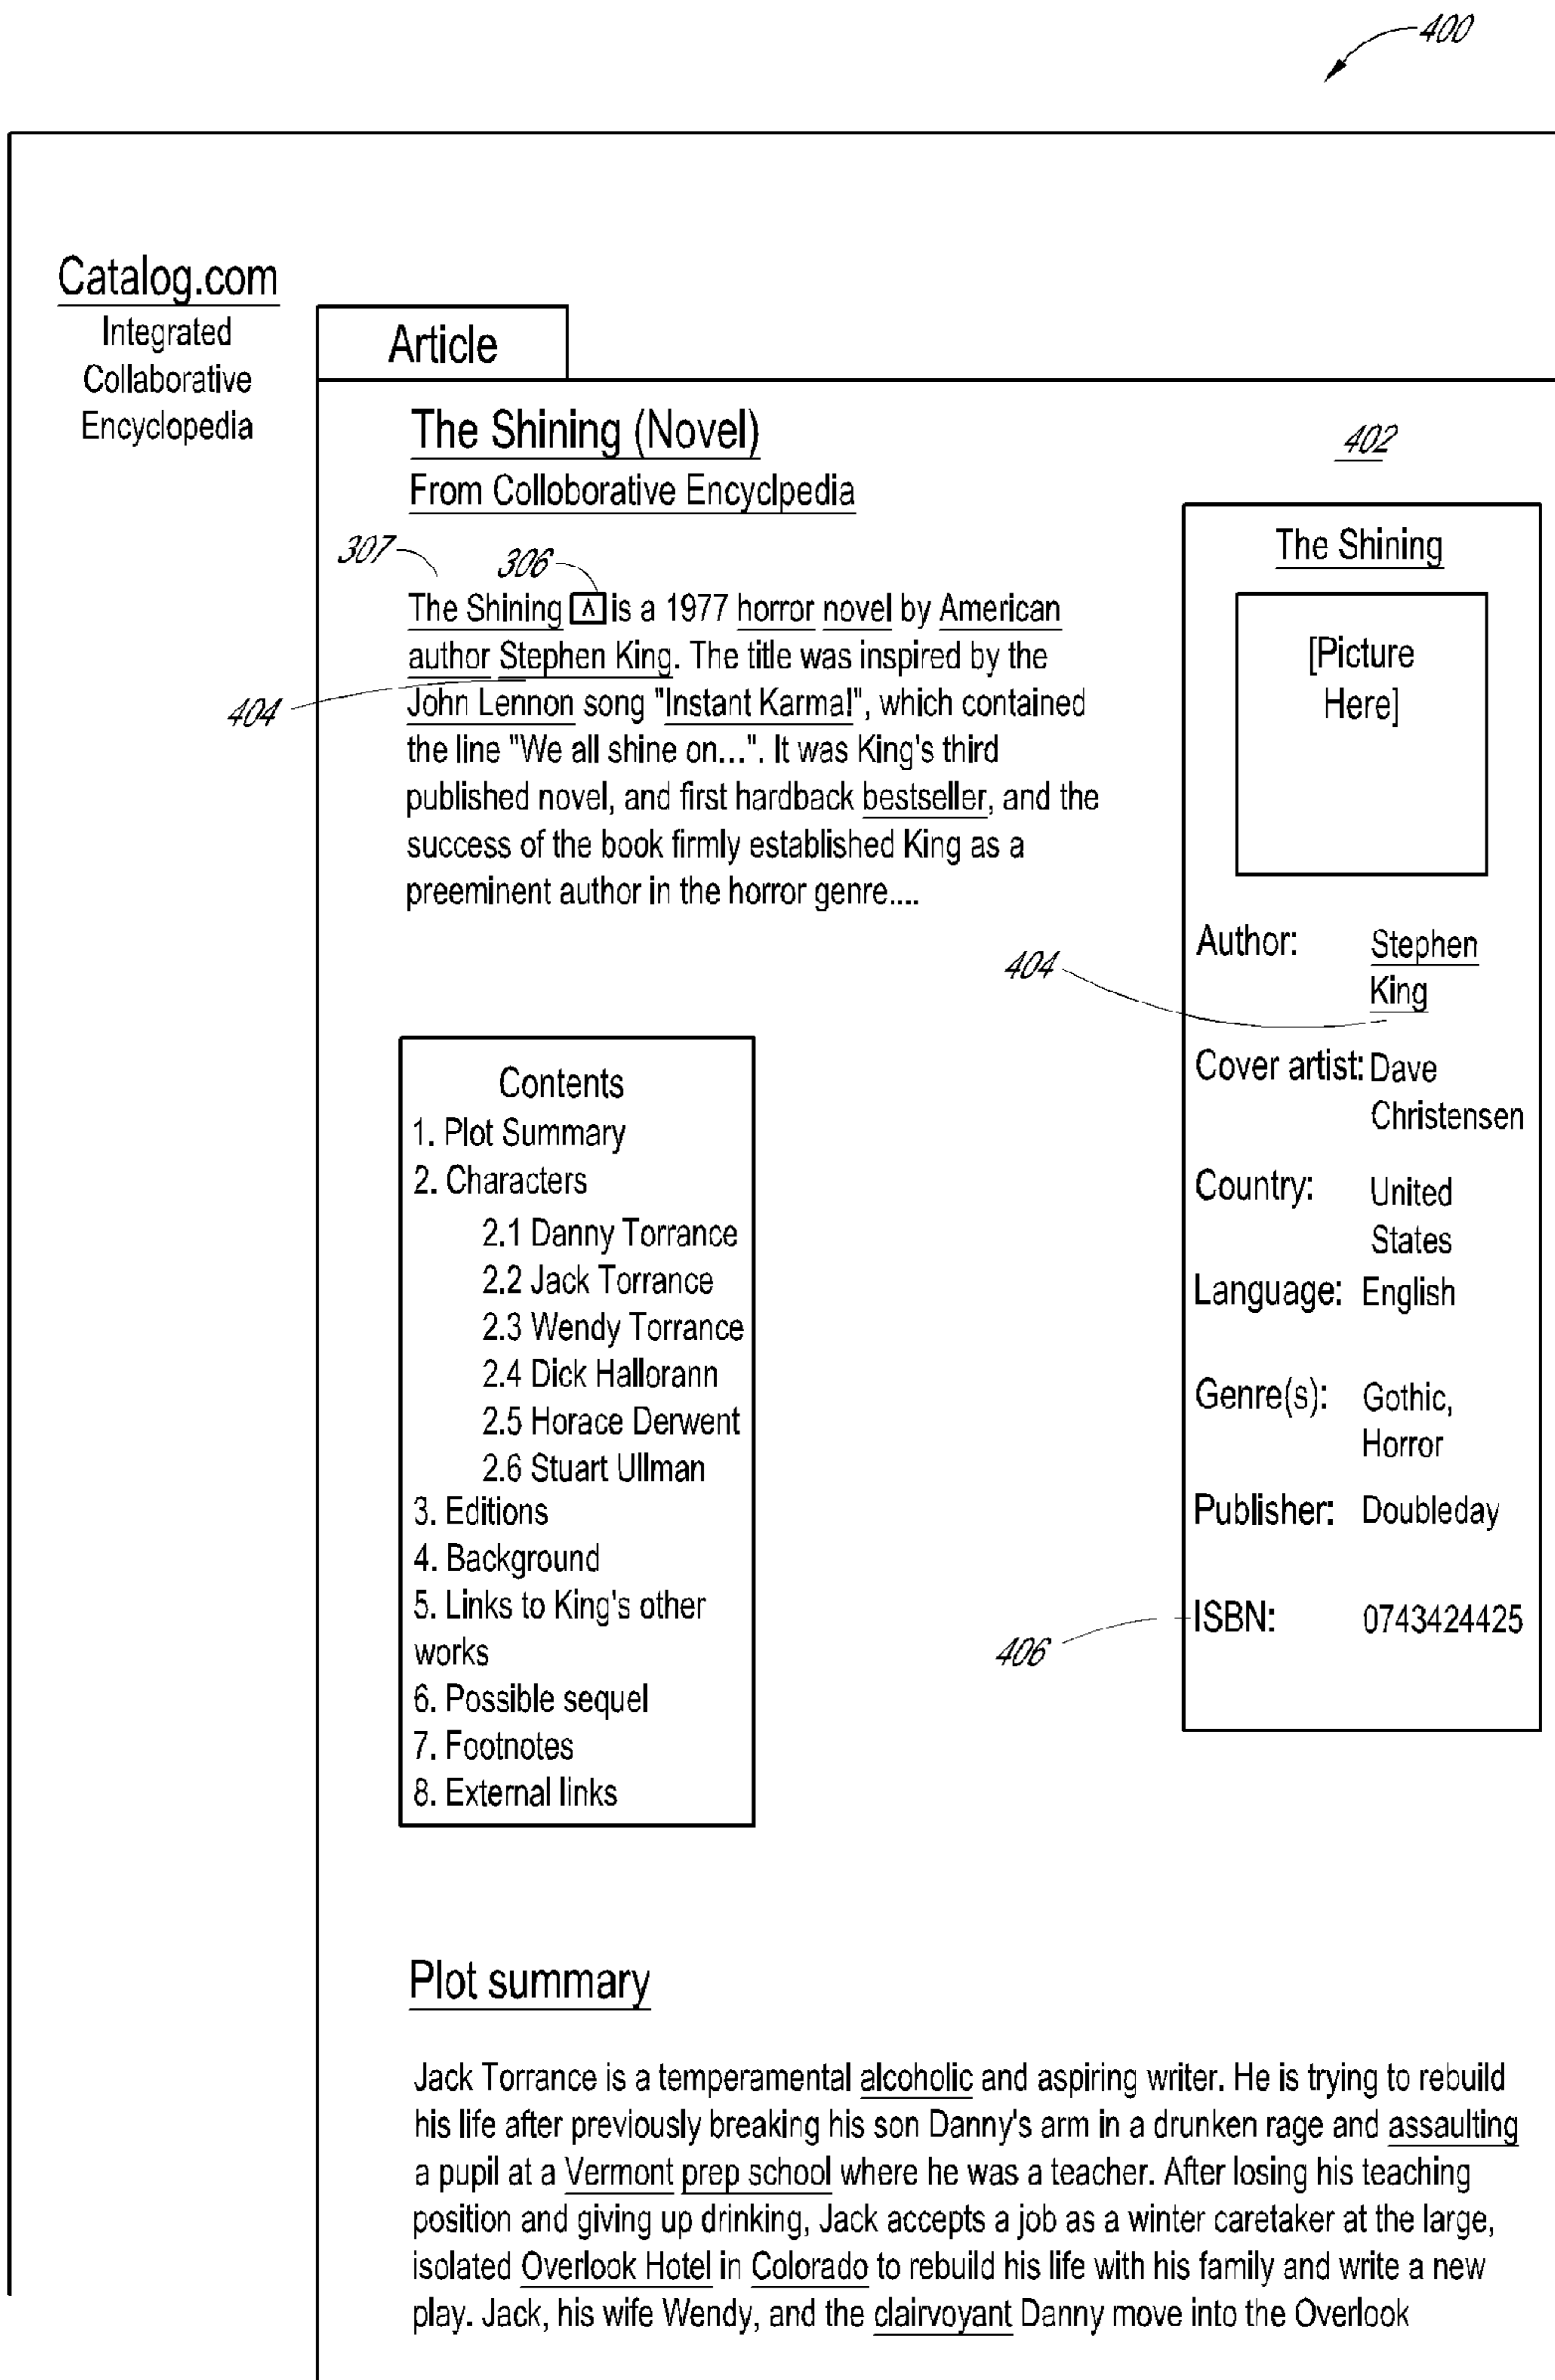 400
Catalog.com
Integrated
Collaborative
Encyclopedia
Article
The Shining (Novel)
From Colloborative Encyclpedia
402
307
306
The Shining ^ is a 1977 horror novel by American
author Stephen King. The title was inspired by the
404
John Lennon song "Instant Karma!", which contained
the line "We all shine on...". It was King's third
published novel, and first hardback bestseller, and the
success of the book firmly established King as a
preeminent author in the horror genre....
The Shining
[Picture
Here]
Author: Stephen
King
404
Cover artist: Dave
Christensen
Country: United
States
Language: English
Genre(s): Gothic,
Horror
Publisher: Doubleday
406
ISBN: 0743424425
Contents
1. Plot Summary
2. Characters
2.1 Danny Torrance
2.2 Jack Torrance
2.3 Wendy Torrance
2.4 Dick Hallorann
2.5 Horace Derwent
2.6 Stuart Ullman
3. Editions
4. Background
5. Links to King's other
works
6. Possible sequel
7. Footnotes
8. External links
Plot summary
Jack Torrance is a temperamental alcoholic and aspiring writer. He is trying to rebuild
his life after previously breaking his son Danny's arm in a drunken rage and assaulting
a pupil at a Vermont prep school where he was a teacher. After losing his teaching
position and giving up drinking, Jack accepts a job as a winter caretaker at the large,
isolated Overlook Hotel in Colorado to rebuild his life with his family and write a new
play. Jack, his wife Wendy, and the clairvoyant Danny move into the Overlook